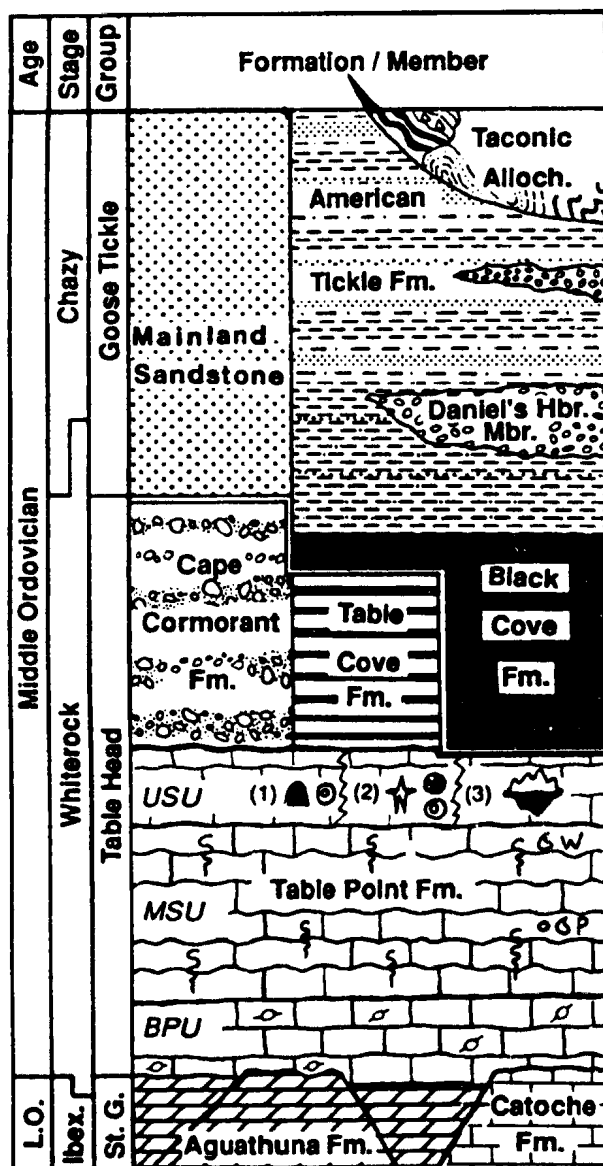 Age
Stage
Group
Formation / Member
Middle Ordovician
Chazy
Goose Tickle
Taconic
Alloch.
American
Tickle Fm.
Mainland
Sandstone
Daniel's Hbr.
Mbr.
Whiterock
Table Head
Cape
Cormorant
Fm.
Table
Cove
Fm.
Black
Cove
Fm.
USU (1) (2) (3)
W
Table Point Fm.
MSU
P
BPU
L.O.
Ibex.
St. G.
Aguathuna Fm.
Catoche
Fm.